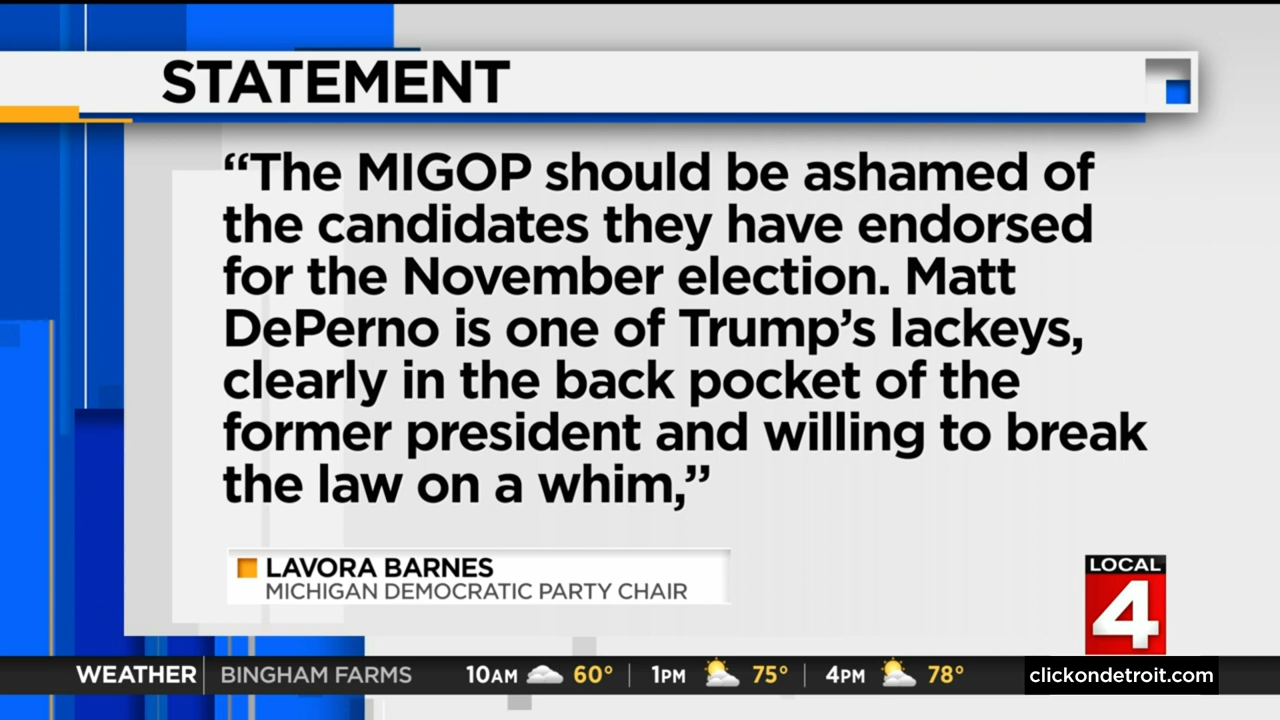 STATEMENT
“The MIGOP should be ashamed of
the candidates they have endorsed
for the November election. Matt
DePerno is one of Trump’s lackeys,
clearly in the back pocket of the
former president and willing to break
the law on a whim,”
LAVORA BARNES
MICHIGAN DEMOCRATIC PARTY CHAIR
LOCAL
4
WEATHER BINGHAM FARMS 10AM 60° 1PM 75° 4PM 78° clickondetroit.com